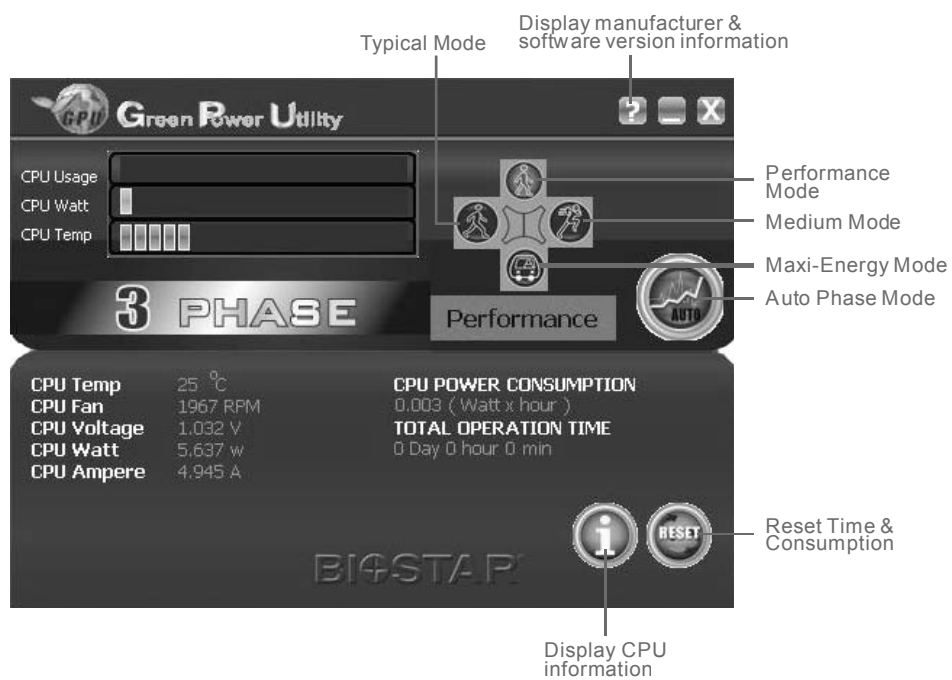 Display manufacturer &
software version information
Typical Mode
GPU
Green Power Utility
?
X
CPU Usage
CPU Watt
CPU Temp
Performance
Mode
Medium Mode
Maxi-Energy Mode
Auto Phase Mode
AUTO
3 PHASE
Performance
CPU Temp 25 °C
CPU Fan 1967 RPM
CPU Voltage 1.032 V
CPU Watt 5.637 w
CPU Ampere 4.945 A
CPU POWER CONSUMPTION
0.003 ( Watt x hour )
TOTAL OPERATION TIME
0 Day 0 hour 0 min
i
RESET
Reset Time &
Consumption
BIOSTAR
Display CPU
information